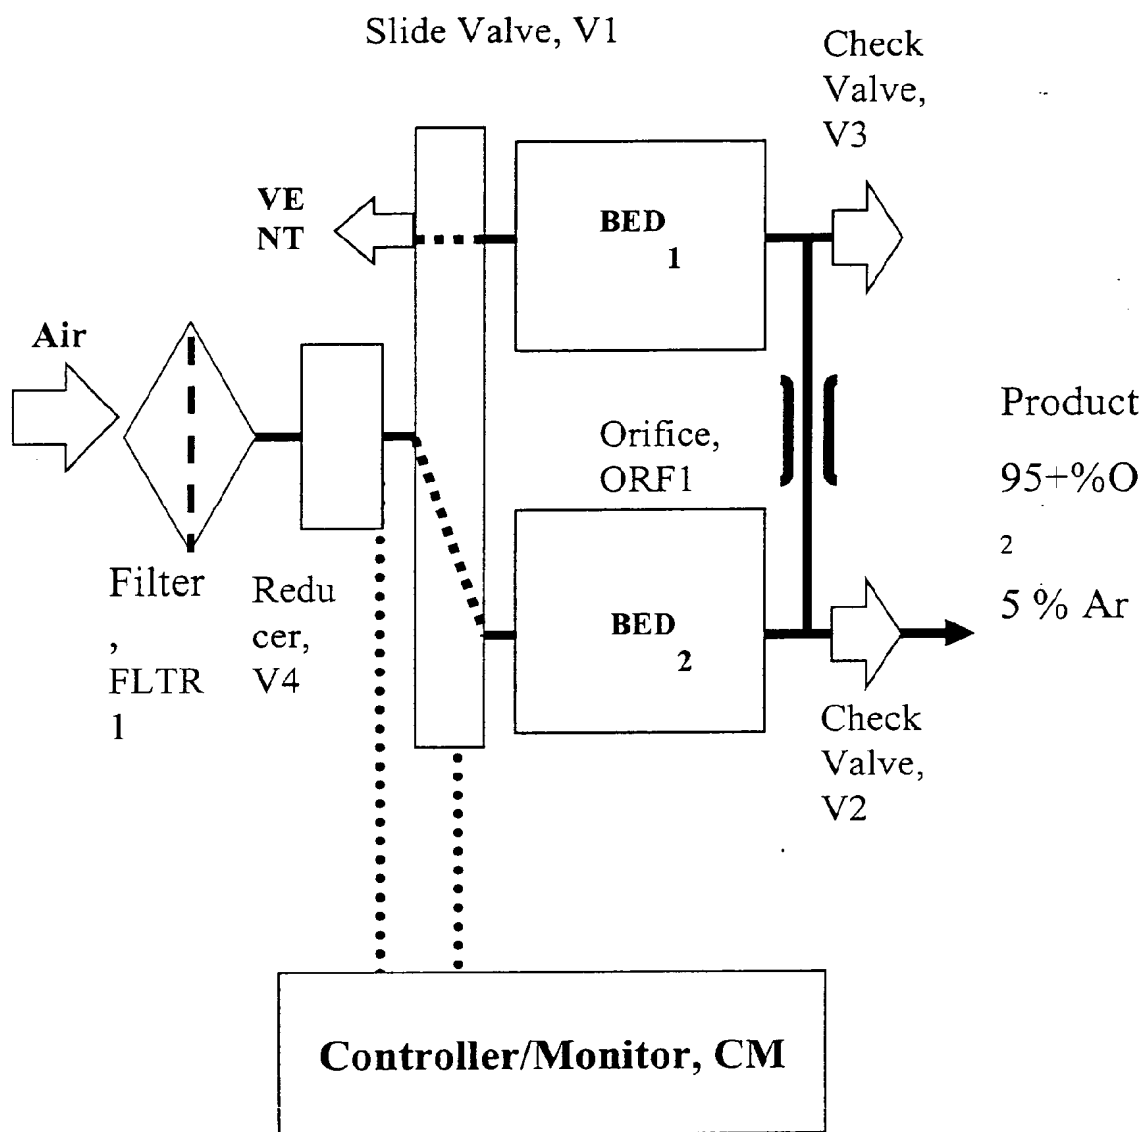 Slide Valve, V1
Check
Valve,
V3
VE
NT
BED
1
Air
Product
95+%O
2
5 % Ar
Orifice,
ORF1
Filter
,
FLTR
1
Redu
cer,
V4
BED
2
Check
Valve,
V2
Controller/Monitor, CM